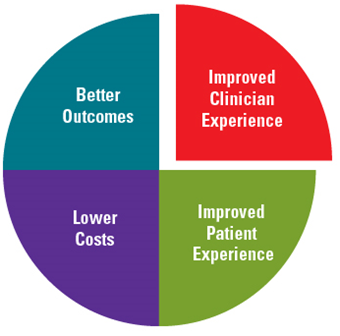 Better
Outcomes
Improved
Clinician
Experience
Lower
Costs
Improved
Patient
Experience